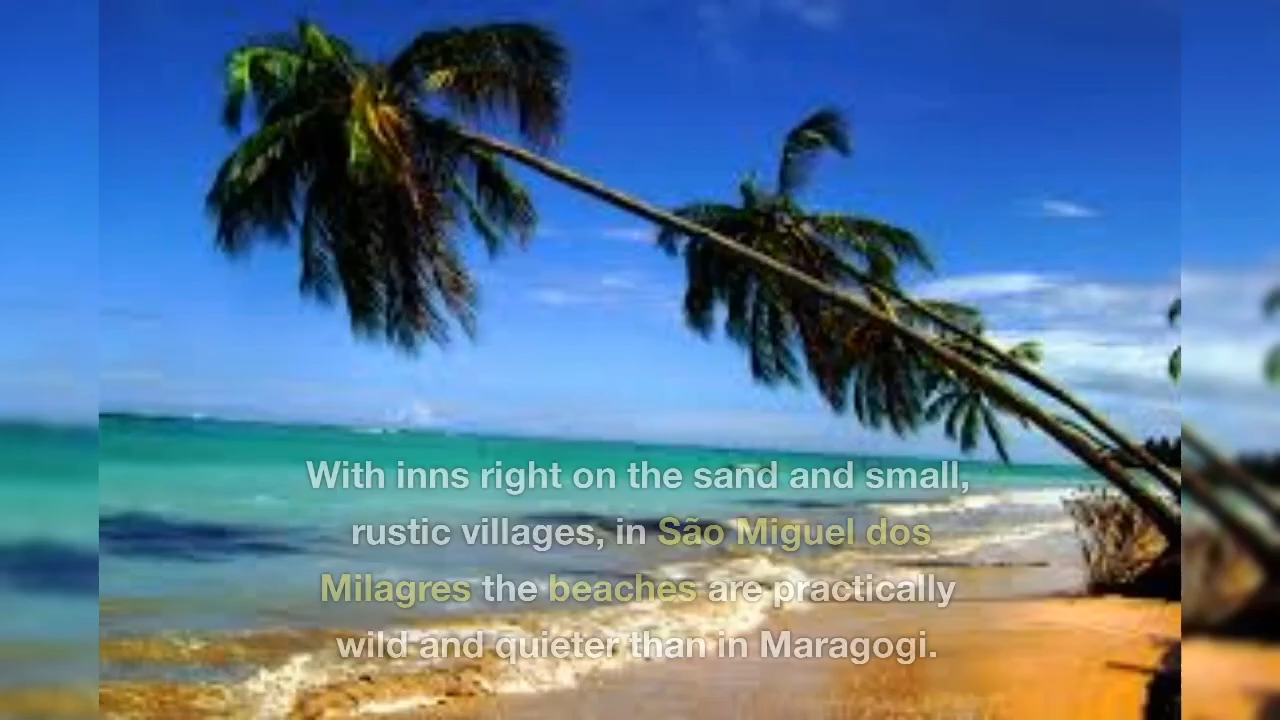 With inns right on the sand and small,
rustic villages, in São Miguel dos
Milagres the beaches are practically
wild and quieter than in Maragogi.